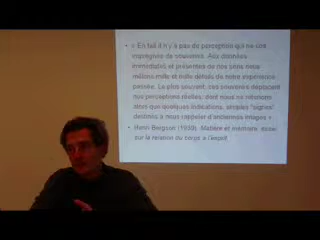 • « En fait il n'y a pas de perception qui ne soit
imprégnée de souvenirs. Aux données
immédiates et présentes de nos sens nous
mêlons mille et mille détails de notre expérience
passée. Le plus souvent, ces souvenirs déplacent
nos perceptions réelles, dont nous ne retenons
alors que quelques indications, simples "signes"
destinés à nous rappeler d'anciennes images »
• Henri Bergson (1939). Matière et mémoire, essai
sur la relation du corps à l'esprit.